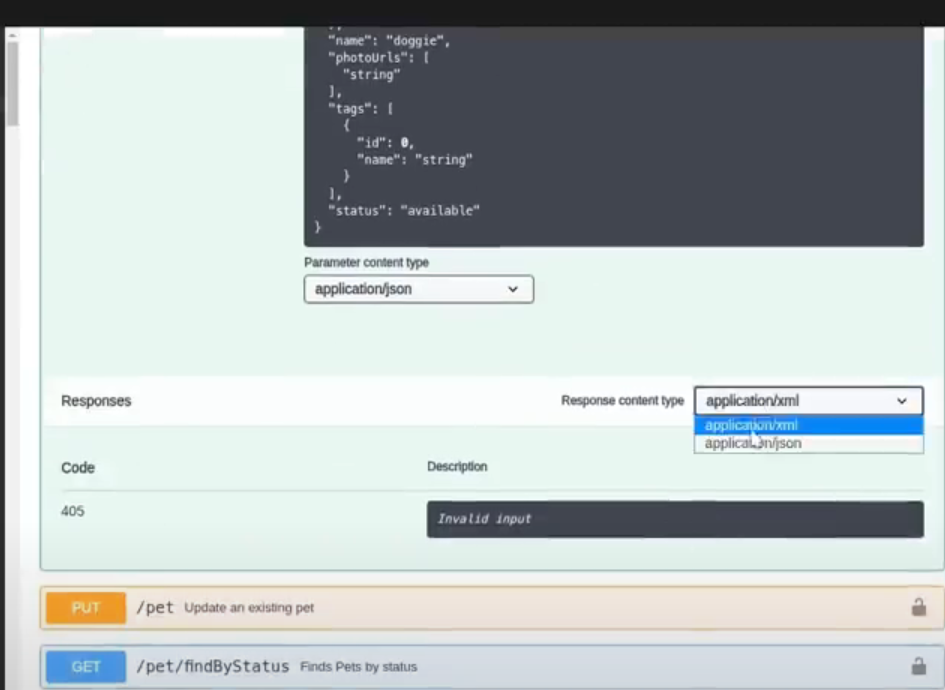 ],
"name": "doggie",
"photoUrls": [
"string"
],
"tags": [
{
"id": 0,
"name": "string"
}
],
"status": "available"
}
Parameter content type
application/json
Responses
Response content type
application/xml
application/xml
application/json
Code
Description
405
Invalid input
PUT /pet Update an existing pet
GET /pet/findByStatus Finds Pets by status